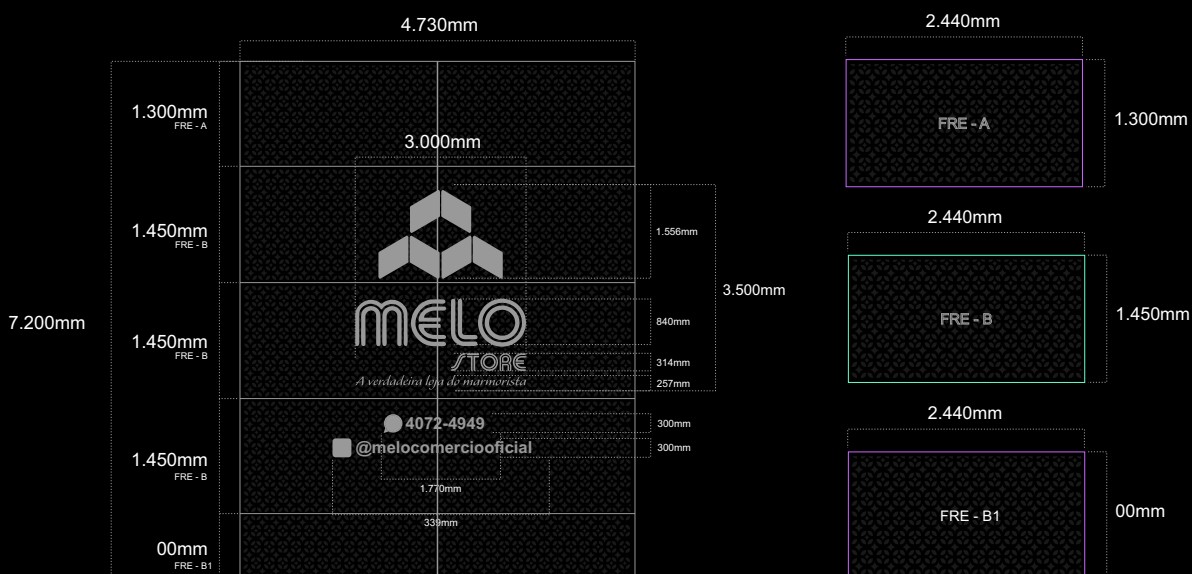 4.730mm
1.300mm
FRE - A
3.000mm
1.450mm
FRE - B
1.556mm
7.200mm
3.500mm
1.450mm
FRE - B
MELO
840mm
STORE
314mm
A verdadeira loja do marmorista
257mm
4072-4949
300mm
@melocomerciooficial
300mm
1.450mm
FRE - B
1.770mm
339mm
00mm
FRE - B1
2.440mm
FRE - A
1.300mm
2.440mm
FRE - B
1.450mm
2.440mm
FRE - B1
00mm